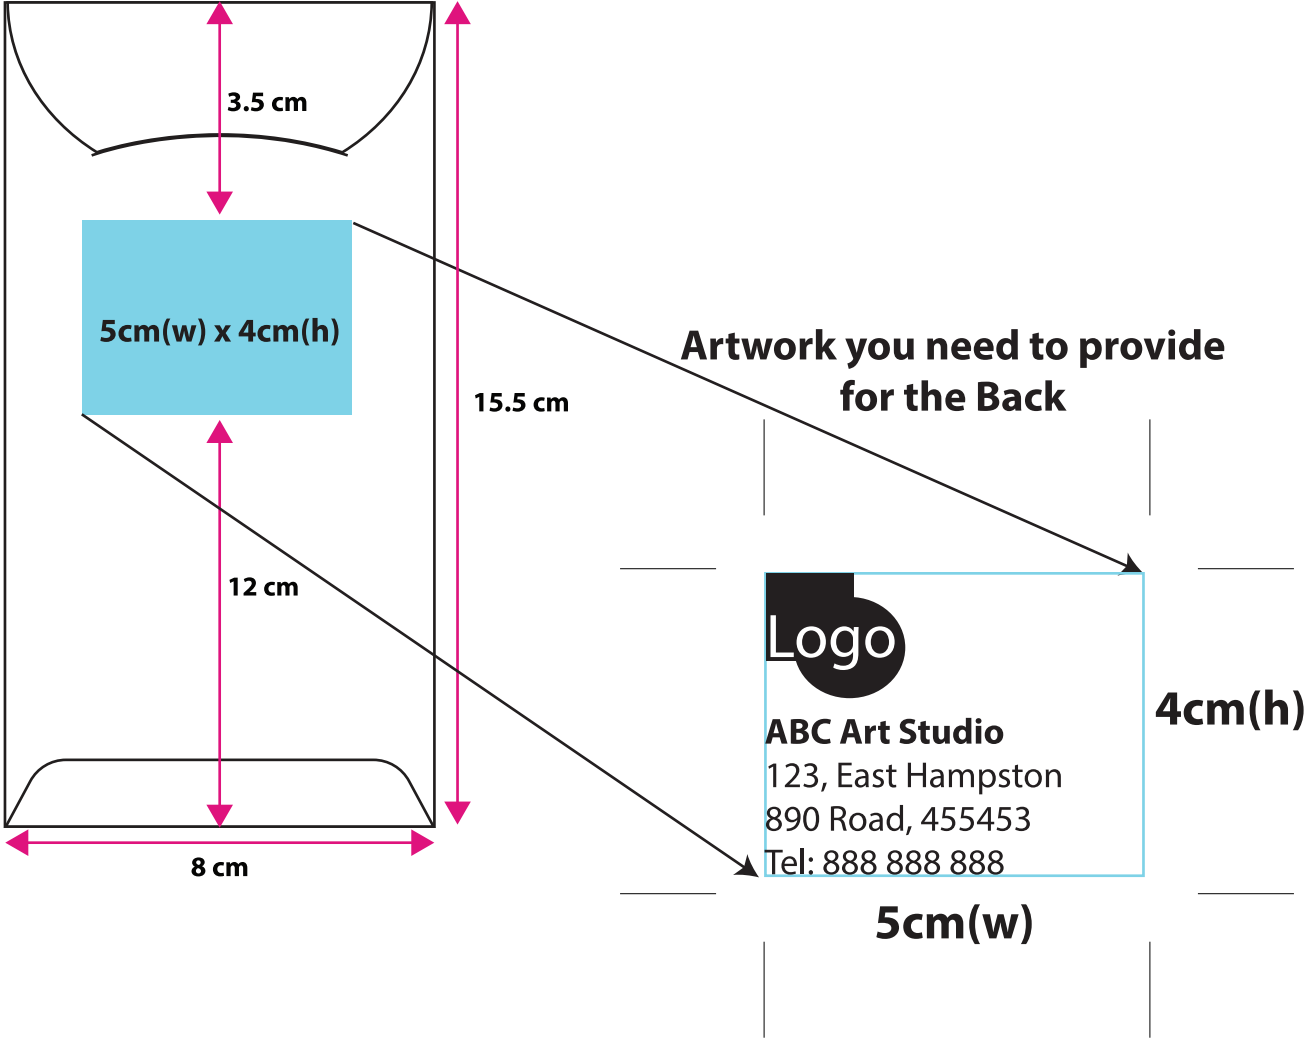 3.5 cm
5cm(w) x 4cm(h)
15.5 cm
12 cm
8 cm
Artwork you need to provide
for the Back
Logo
ABC Art Studio
123, East Hampston
890 Road, 455453
Tel: 888 888 888
4cm(h)
5cm(w)